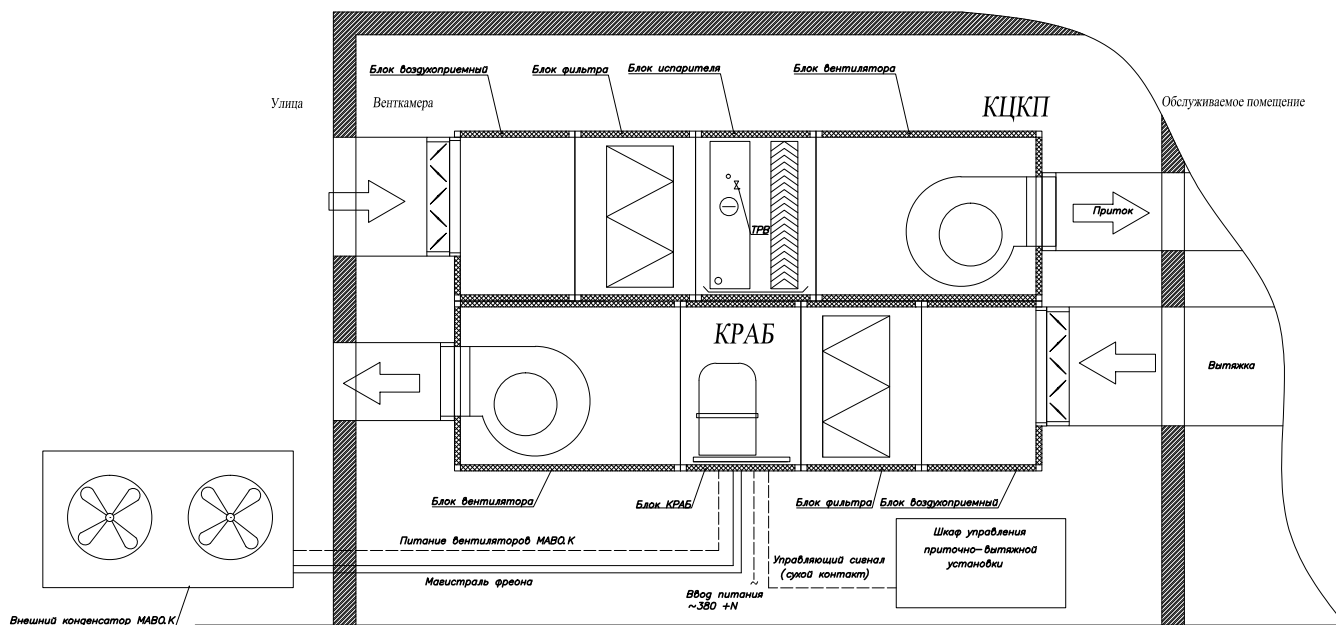 Блок воздухоприемный
Блок фильтра
Блок испарителя
Блок вентилятора
Улица
Венткамера
КЦКП
Обслуживаемое помещение
ТРВ
Приток
КРАБ
Вытяжка
Блок вентилятора
Блок КРАБ
Блок фильтра
Блок воздухоприемный
Питание вентиляторов МАВО.К
Магистраль фреона
Ввод питания
~380 +N
~
Управляющий сигнал
(сухой контакт)
Шкаф управления
приточно-вытяжной
установки
Внешний конденсатор МАВО.К